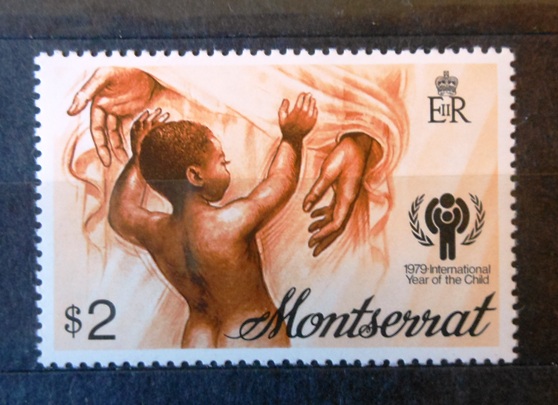 EIIR
1979·International
Year of the Child
$2
Montserrat